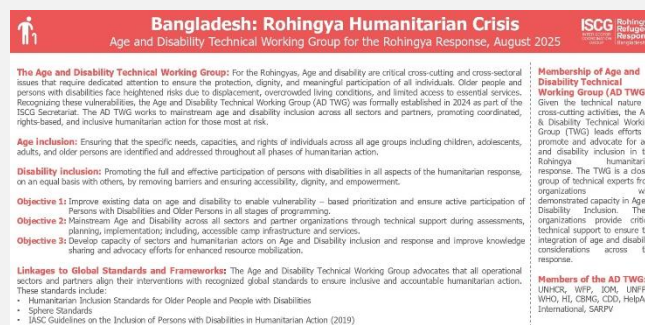 Bangladesh: Rohingya Humanitarian Crisis
Age and Disability Technical Working Group for the Rohingya Response, August 2025
ISCG
Rohingya
Refugee
Respon
The Age and Disability Technical Working Group: For the Rohingyas, Age and disability are critical cross-cutting and cross-sectoral
issues that require dedicated attention to ensure the protection, dignity, and meaningful participation of all individuals. Older people and
persons with disabilities face heightened risks due to displacement, overcrowded living conditions, and limited access to essential services.
Recognizing these vulnerabilities, the Age and Disability Technical Working Group (AD TWG) was formally established in 2024 as part of the
ISCG Secretariat. The AD TWG works to mainstream age and disability inclusion across all sectors and partners, promoting coordinated,
rights-based, and inclusive humanitarian action for those most at risk.
Age inclusion: Ensuring that the specific needs, capacities, and rights of individuals across all age groups including children, adolescents,
adults, and older persons are identified and addressed throughout all phases of humanitarian action.
Disability inclusion: Promoting the full and effective participation of persons with disabilities in all aspects of the humanitarian response,
on an equal basis with others, by removing barriers and ensuring accessibility, dignity, and empowerment.
Objective 1: Improve existing data on age and disability to enable vulnerability – based prioritization and ensure active participation of
Persons with Disabilities and Older Persons in all stages of programming.
Objective 2: Mainstream Age and Disability across all sectors and partner organizations through technical support during assessments,
planning, implementation; including, accessible camp infrastructure and services.
Objective 3: Develop capacity of sectors and humanitarian actors on Age and Disability inclusion and response and improve knowledge
sharing and advocacy efforts for enhanced resource mobilization.
Linkages to Global Standards and Frameworks: The Age and Disability Technical Working Group advocates that all operational
sectors and partners align their interventions with recognized global standards to ensure inclusive and accountable humanitarian action.
These standards include:
• Humanitarian Inclusion Standards for Older People and People with Disabilities
• Sphere Standards
• IASC Guidelines on the Inclusion of Persons with Disabilities in Humanitarian Action (2019)
Membership of Age and
Disability Technical
Working Group (AD TWG
Given the technical nature
cross-cutting activities, the A
& Disability Technical Worki
Group (TWG) leads efforts
promote and advocate for a
and disability inclusion in t
Rohingya humanitari
response. The TWG is a clos
group of technical experts fro
organizations w
demonstrated capacity in Age
Disability Inclusion. The
organizations provide critic
technical support to ensure t
integration of age and disabil
considerations across t
response.
Members of the AD TWG:
UNHCR, WFP, IOM, UNFP
WHO, HI, CBMG, CDD, HelpA
International, SARPV